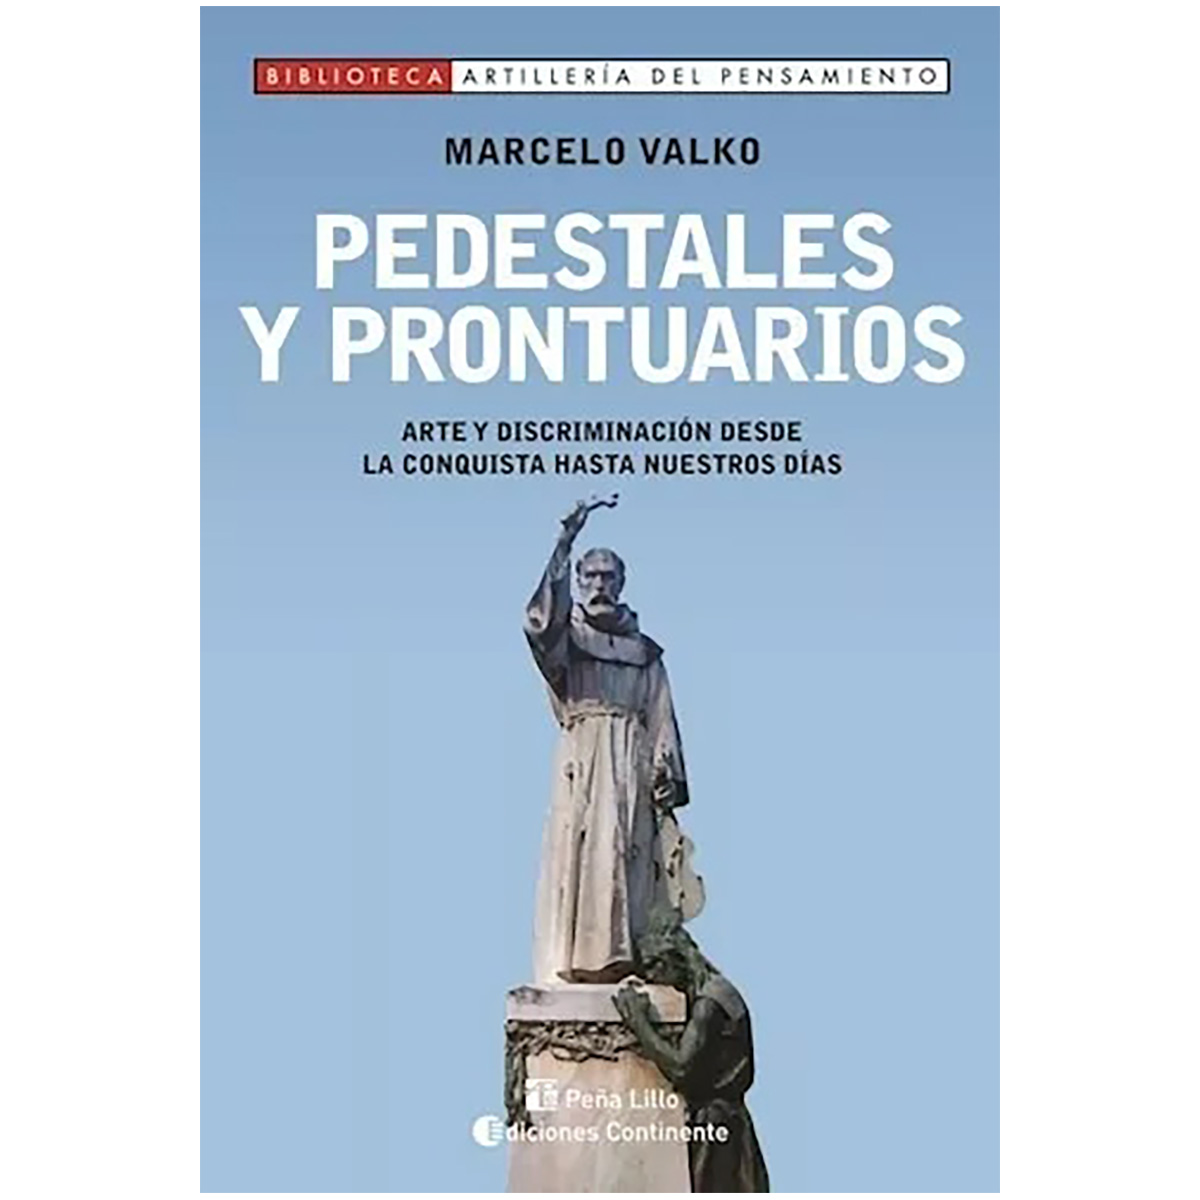 BIBLIOTECA ARTILLERÍA DEL PENSAMIENTO
MARCELO VALKO
PEDESTALES
Y PRONTUARIOS
ARTE Y DISCRIMINACIÓN DESDE
LA CONQUISTA HASTA NUESTROS DÍAS
Peña Lillo
Ediciones Continente